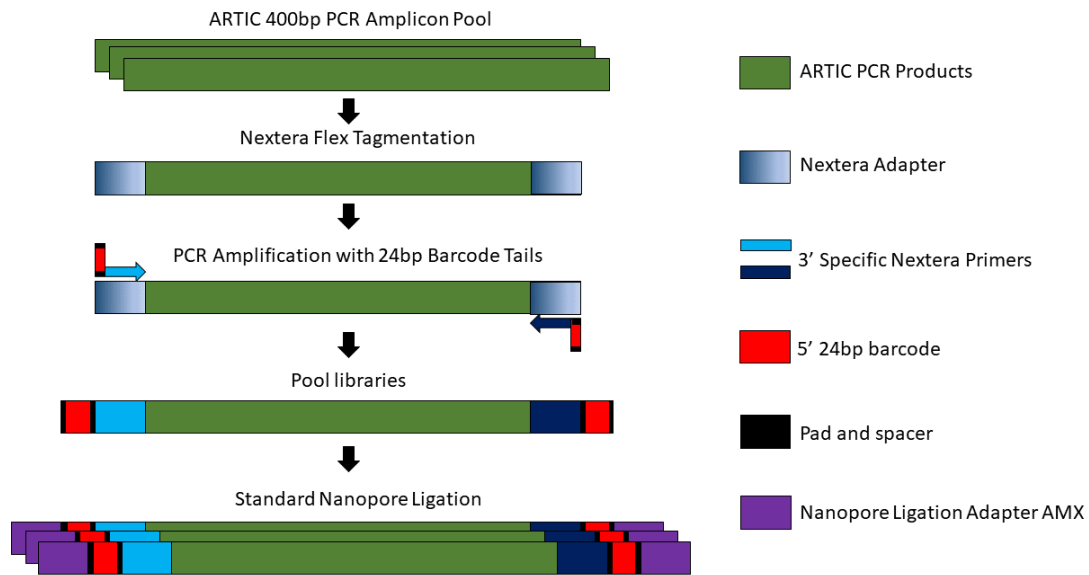 ARTIC 400bp PCR Amplicon Pool
Nextera Flex Tagmentation
PCR Amplification with 24bp Barcode Tails
Pool libraries
Standard Nanopore Ligation
ARTIC PCR Products
Nextera Adapter
3’ Specific Nextera Primers
5’ 24bp barcode
Pad and spacer
Nanopore Ligation Adapter AMX